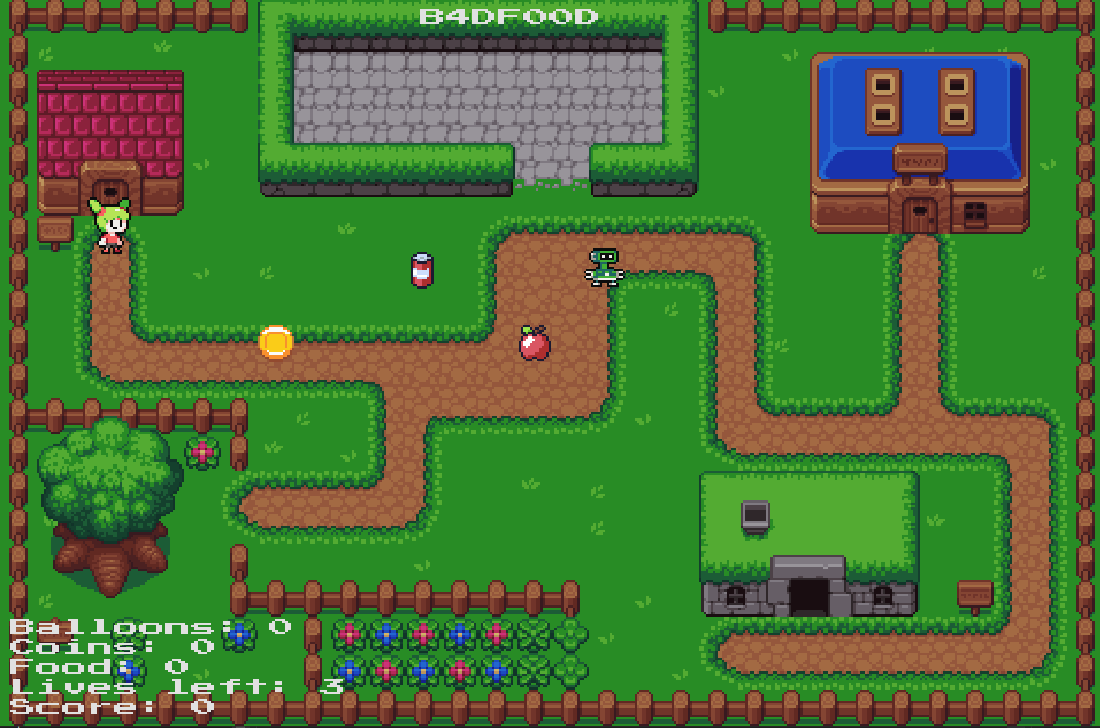 B4DFOOD
Balloons: 0
Coins: 0
Food: 0
Lives left: 3
Score: 0